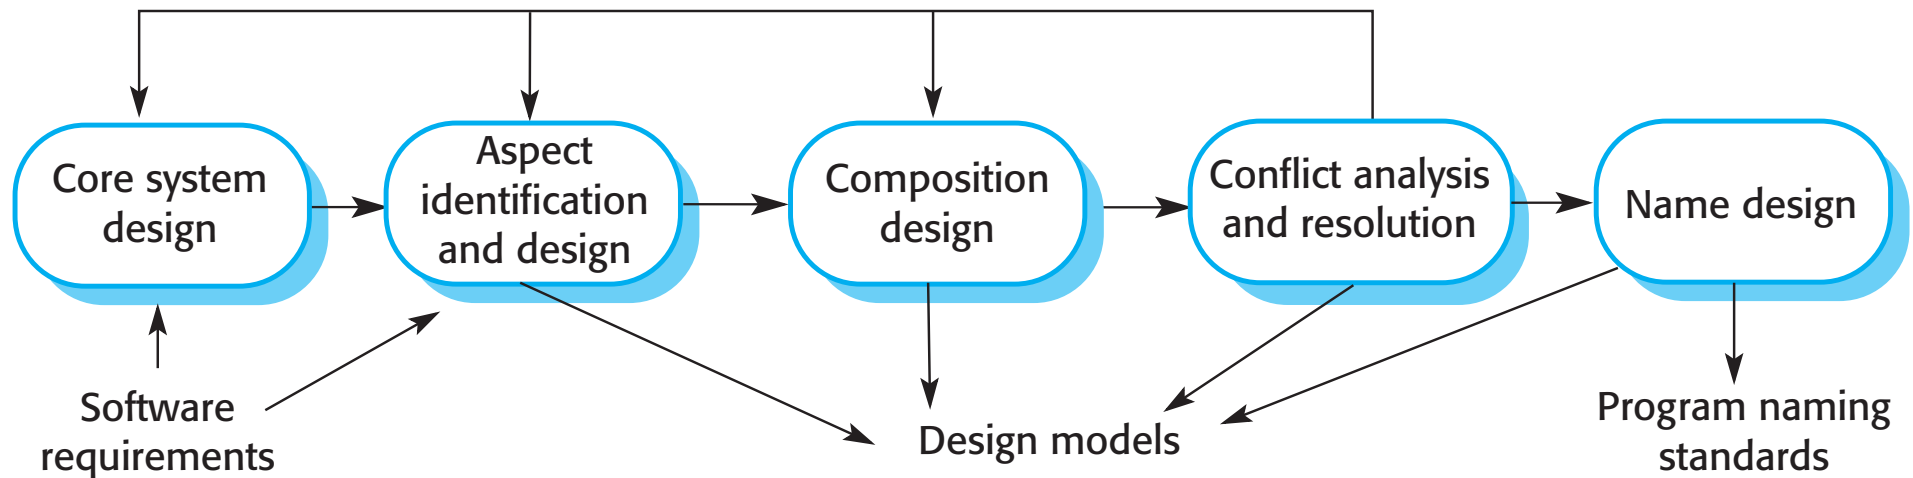 Core system
design
Aspect
identification
and design
Composition
design
Conflict analysis
and resolution
Name design
Software
requirements
Design models
Program naming
standards